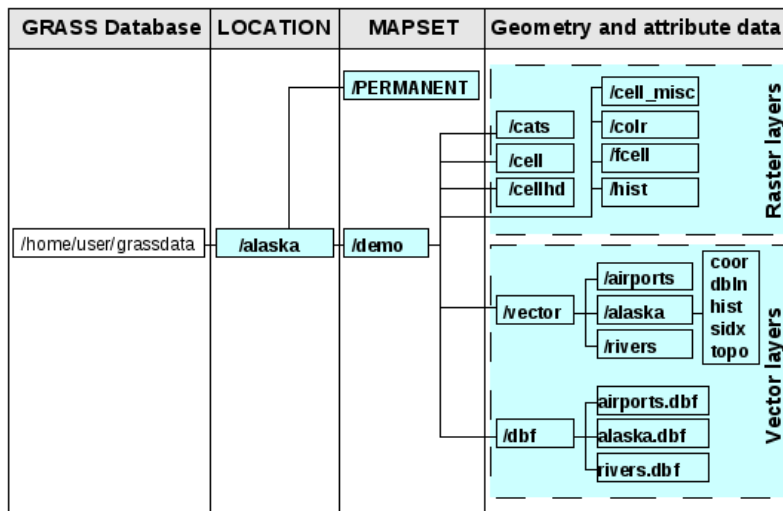 GRASS Database
LOCATION
MAPSET
Geometry and attribute data
/home/user/grassdata
/alaska
/PERMANENT
/demo
/cats
/cell
/cellhd
/cell_misc
/colr
/fcell
/hist
Raster layers
/vector
/airports
/alaska
/rivers
coor
dbln
hist
sidx
topo
/dbf
airports.dbf
alaska.dbf
rivers.dbf
Vector layers